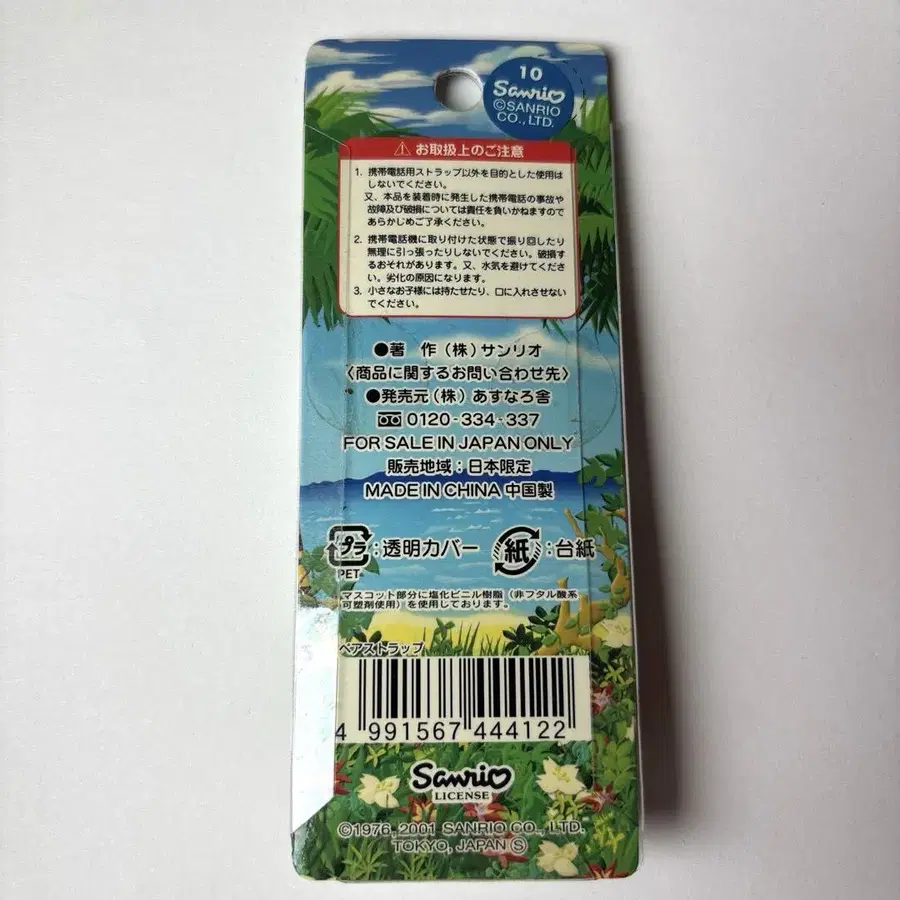 10
Sanrio
©SANRIO
CO., LTD.
⚠ お取扱上のご注意
1. 携帯電話用ストラップ以外を目的とした使用は
しないでください。
又、本品を装着時に発生した携帯電話の事故や
故障及び破損については責任を負いかねますので
あらかじめご了承ください。
2. 携帯電話機に取り付けた状態で振り回したり
無理に引っ張ったりしないでください。破損す
るおそれがあります。又、水気を避けてくださ
い。劣化の原因になります。
3. 小さなお子様には持たせたり、口に入れさせない
でください。
●著 作（株）サンリオ
〈商品に関するお問い合わせ先〉
●発売元（株）あすなろ舎
0120-334-337
FOR SALE IN JAPAN ONLY
販売地域：日本限定
MADE IN CHINA 中国製
プラ：透明カバー 紙：台紙
PET
マスコット部分に塩化ビニル樹脂（非フタル酸系
可塑剤使用）を使用しております。
ペアストラップ
4 991567 444122
Sanrio
LICENSE
©1976, 2001 SANRIO CO., LTD.
TOKYO, JAPAN Ⓢ